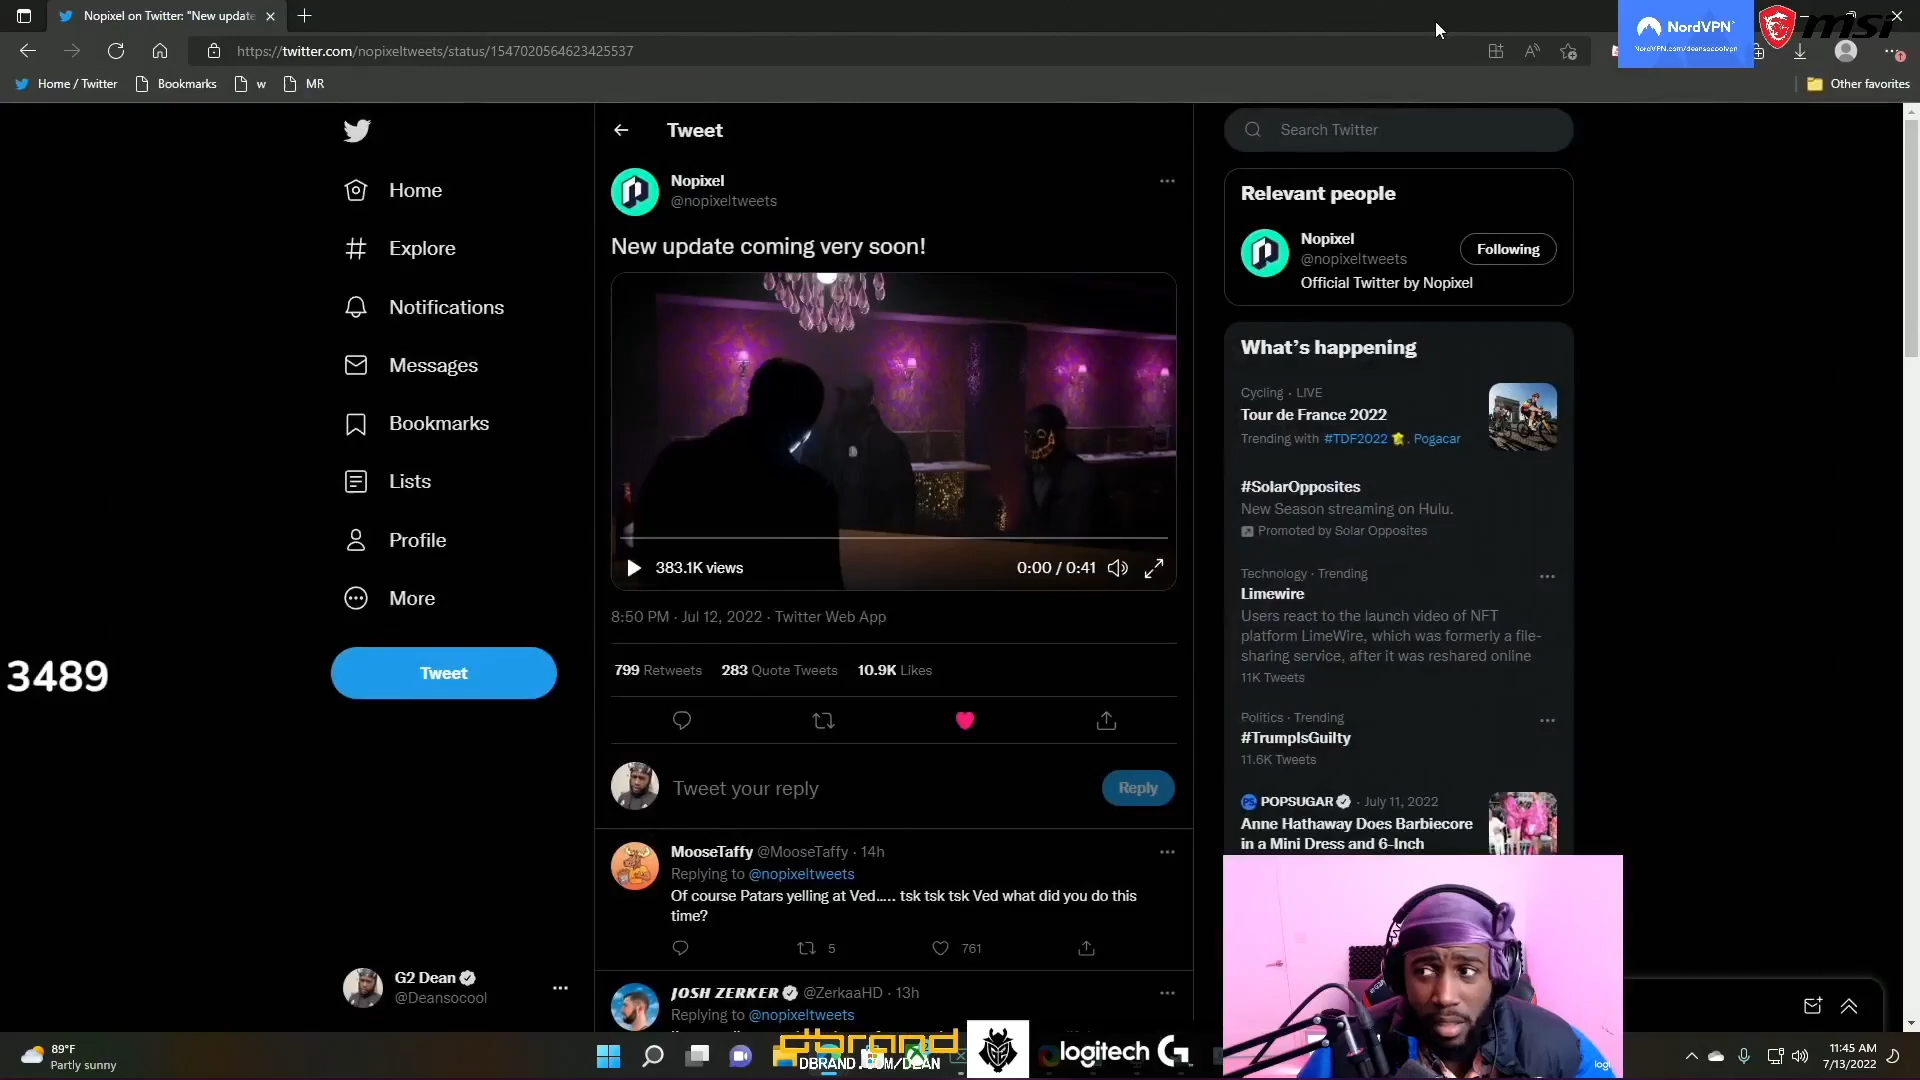 Nopixel on Twitter: "New update
NordVPN
NordVPN.com/deansocoolvpn
msi
https://twitter.com/nopixeltweets/status/1547020564623425537
Home / Twitter
Bookmarks
w
MR
Other favorites
Tweet
Search Twitter
Nopixel
@nopixeltweets
New update coming very soon!
383.1K views
0:00 / 0:41
8:50 PM · Jul 12, 2022 · Twitter Web App
799 Retweets 283 Quote Tweets 10.9K Likes
Tweet your reply
Reply
MooseTaffy @MooseTaffy · 14h
Replying to @nopixeltweets
Of course Patars yelling at Ved..... tsk tsk tsk Ved what did you do this
time?
5
761
JOSH ZERKER @ZerkaaHD · 13h
Replying to @nopixeltweets
Home
Explore
Notifications
Messages
Bookmarks
Lists
Profile
More
Tweet
3489
G2 Dean
@Deansocool
Relevant people
Nopixel
@nopixeltweets
Following
Official Twitter by Nopixel
What's happening
Cycling · LIVE
Tour de France 2022
Trending with #TDF2022, Pogacar
#SolarOpposites
New Season streaming on Hulu.
Promoted by Solar Opposites
Technology · Trending
Limewire
Users react to the launch video of NFT
platform LimeWire, which was formerly a file-
sharing service, after it was reshared online
11K Tweets
Politics · Trending
#TrumpIsGuilty
11.6K Tweets
POPSUGAR · July 11, 2022
Anne Hathaway Does Barbiecore
in a Mini Dress and 6-Inch
89°F
Partly sunny
dbrand
DBRAND.COM/DEAN
logitech G
11:45 AM
7/13/2022